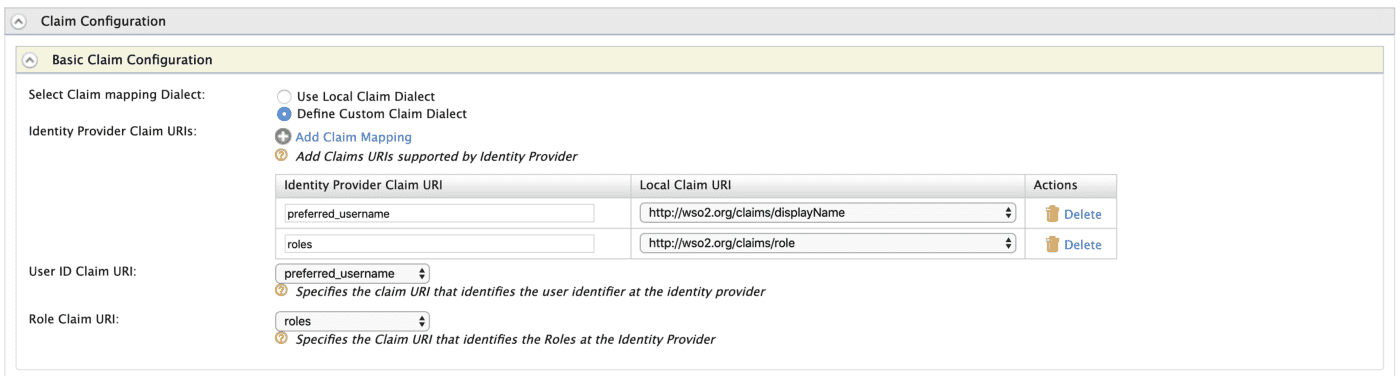 Claim Configuration
Basic Claim Configuration
Select Claim mapping Dialect:
Use Local Claim Dialect
Define Custom Claim Dialect
Identity Provider Claim URIs:
Add Claim Mapping
Add Claims URIs supported by Identity Provider
Identity Provider Claim URI Local Claim URI Actions
preferred_username http://wso2.org/claims/displayName Delete
roles http://wso2.org/claims/role Delete
User ID Claim URI: preferred_username
Specifies the claim URI that identifies the user identifier at the identity provider
Role Claim URI: roles
Specifies the Claim URI that identifies the Roles at the Identity Provider